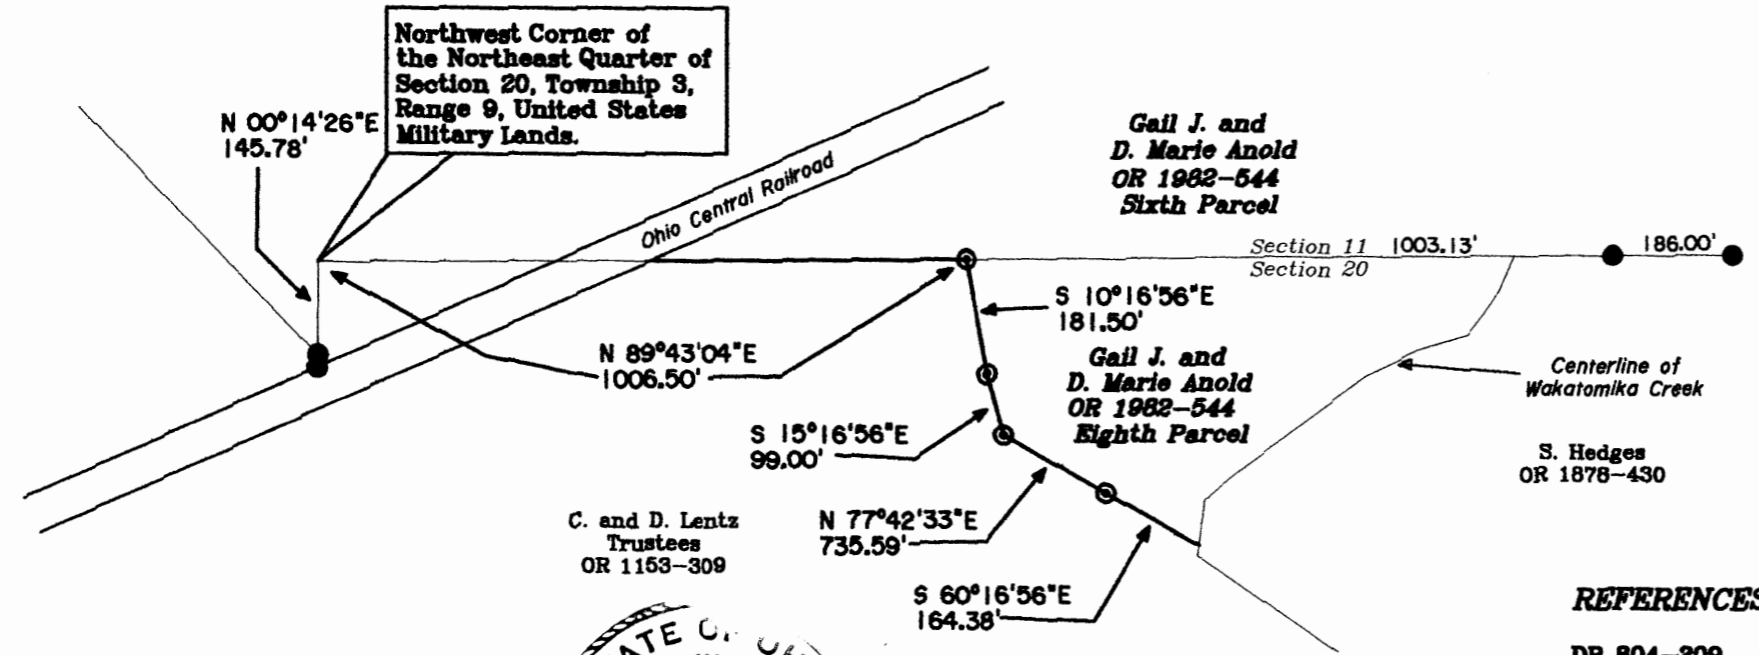 Northwest Corner of
the Northeast Quarter of
Section 20, Township 3,
Range 9, United States
Military Lands.
N 00°14'26"E
145.78'
Ohio Central Railroad
Gail J. and
D. Marie Anold
OR 1982-544
Sixth Parcel
Section 11 1003.13'
Section 20
186.00'
S 10°16'56"E
181.50'
N 89°43'04"E
1006.50'
Gail J. and
D. Marie Anold
OR 1982-544
Eighth Parcel
Centerline of
Wakatomika Creek
S 15°16'56"E
99.00'
S. Hedges
OR 1878-430
C. and D. Lentz
Trustees
OR 1153-309
N 77°42'33"E
735.59'
S 60°16'56"E
164.38'
REFERENCES